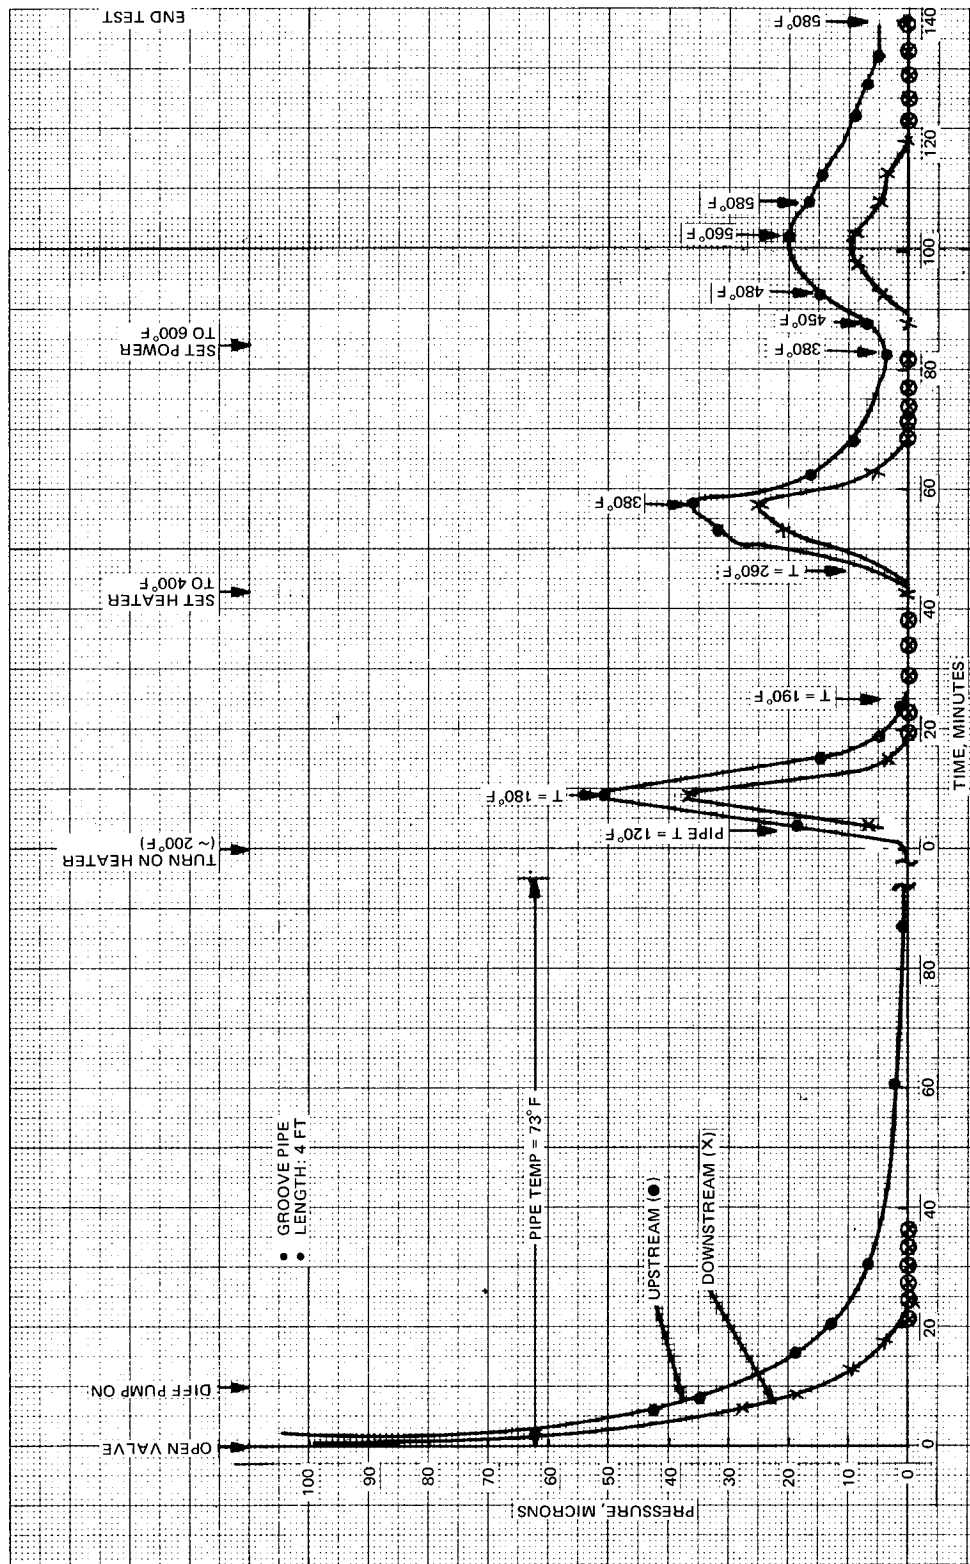 OPEN VALVE
DIFF PUMP ON
TURN ON HEATER
(~ 200°F)
SET HEATER
TO 400°F
SET POWER
TO 600°F
END TEST
• GROOVE PIPE
• LENGTH: 4 FT
PIPE TEMP = 73°F
UPSTREAM (●)
DOWNSTREAM (X)
PIPE T = 120°F
T = 180°F
T = 190°F
T = 260°F
380°F
380°F
450°F
480°F
560°F
580°F
580°F
PRESSURE, MICRONS
100
90
80
70
60
50
40
30
20
10
0
0
20
40
60
80
0
20
40
60
80
100
120
140
TIME, MINUTES